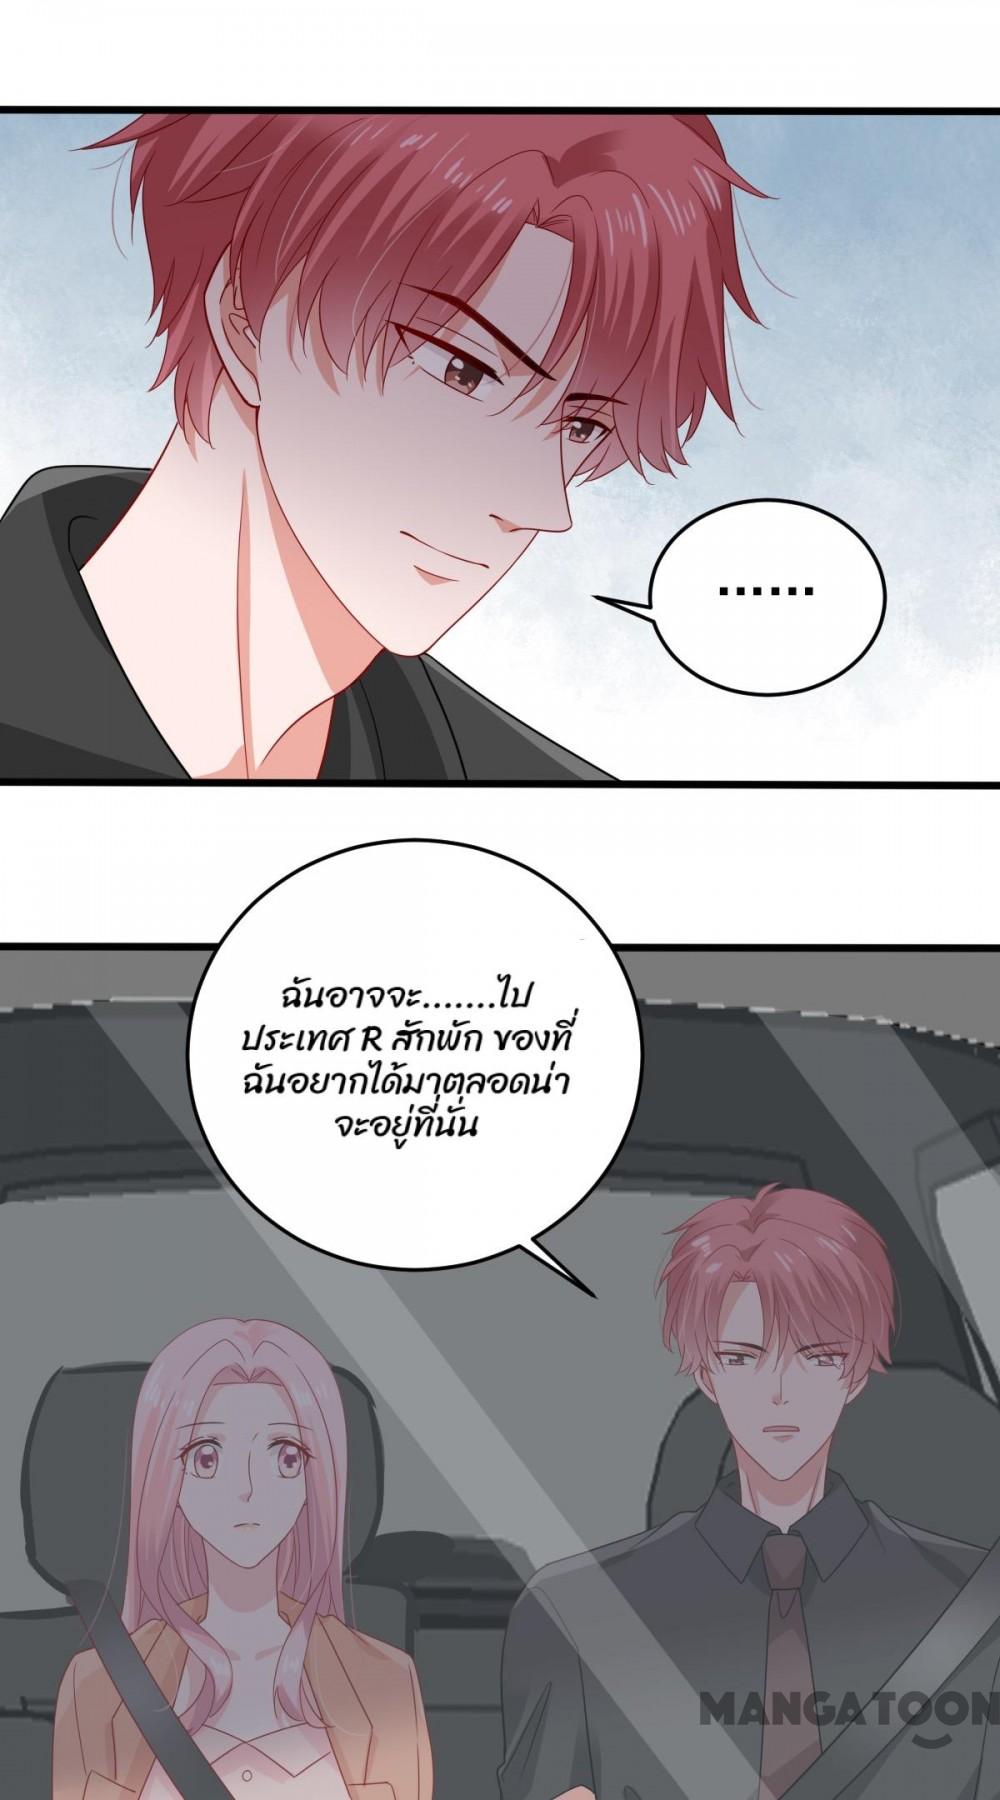 ......
ฉันอาจจะ.......ไป
ประเทศ R สักพัก ของที่
ฉันอยากได้มาตลอดน่า
จะอยู่ที่นั่น
MANGATOON